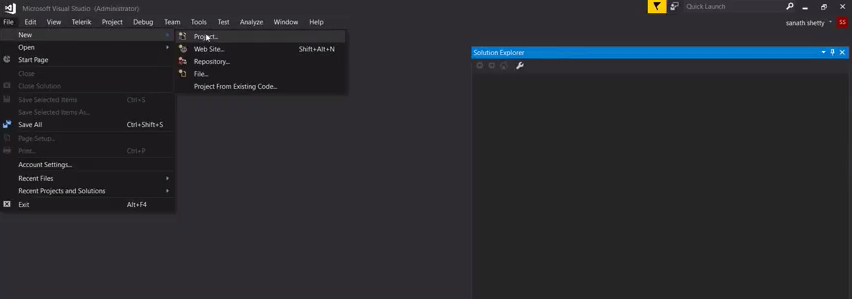 Microsoft Visual Studio (Administrator)
Quick Launch
File Edit View Telerik Project Debug Team Tools Test Analyze Window Help
sanath shetty SS
New
Project...
Open
Web Site... Shift+Alt+N
Start Page
Repository...
Close
File...
Close Solution
Project From Existing Code...
Save Selected Items Ctrl+S
Save Selected Items As...
Save All Ctrl+Shift+S
Page Setup...
Print... Ctrl+P
Account Settings...
Recent Files
Recent Projects and Solutions
Exit Alt+F4
Solution Explorer